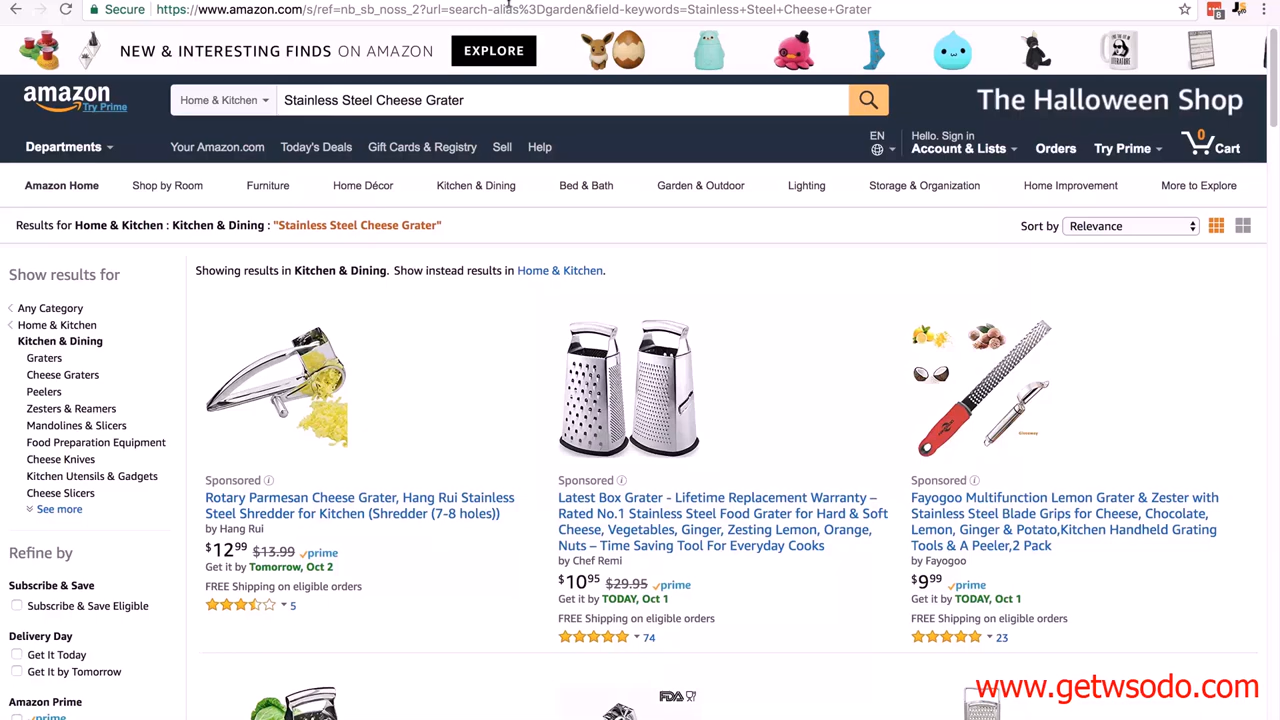 Secure https://www.amazon.com/s/ref=nb_sb_noss_2?url=search-alias%3Dgarden&field-keywords=Stainless+Steel+Cheese+Grater
8
NEW & INTERESTING FINDS ON AMAZON EXPLORE
amazon
Try Prime
Home & Kitchen
Stainless Steel Cheese Grater
The Halloween Shop
Departments
Your Amazon.com Today's Deals Gift Cards & Registry Sell Help
EN
Hello. Sign in
Account & Lists
Orders
Try Prime
0
Cart
Amazon Home Shop by Room Furniture Home Décor Kitchen & Dining Bed & Bath Garden & Outdoor Lighting Storage & Organization Home Improvement More to Explore
Results for Home & Kitchen : Kitchen & Dining : "Stainless Steel Cheese Grater"
Sort by Relevance
Show results for
Any Category
Home & Kitchen
Kitchen & Dining
Graters
Cheese Graters
Peelers
Zesters & Reamers
Mandolines & Slicers
Food Preparation Equipment
Cheese Knives
Kitchen Utensils & Gadgets
Cheese Slicers
See more
Refine by
Subscribe & Save
Subscribe & Save Eligible
Delivery Day
Get It Today
Get It by Tomorrow
Amazon Prime
prime
Showing results in Kitchen & Dining. Show instead results in Home & Kitchen.
Sponsored
Rotary Parmesan Cheese Grater, Hang Rui Stainless
Steel Shredder for Kitchen (Shredder (7-8 holes))
by Hang Rui
$12 99 $13.99 prime
Get it by Tomorrow, Oct 2
FREE Shipping on eligible orders
5
Sponsored
Latest Box Grater - Lifetime Replacement Warranty –
Rated No.1 Stainless Steel Food Grater for Hard & Soft
Cheese, Vegetables, Ginger, Zesting Lemon, Orange,
Nuts – Time Saving Tool For Everyday Cooks
by Chef Remi
$10 95 $29.95 prime
Get it by TODAY, Oct 1
FREE Shipping on eligible orders
74
Sponsored
Fayogoo Multifunction Lemon Grater & Zester with
Stainless Steel Blade Grips for Cheese, Chocolate,
Lemon, Ginger & Potato,Kitchen Handheld Grating
Tools & A Peeler,2 Pack
by Fayogoo
$9 99 prime
Get it by TODAY, Oct 1
FREE Shipping on eligible orders
23
FDA
www.getwsodo.com